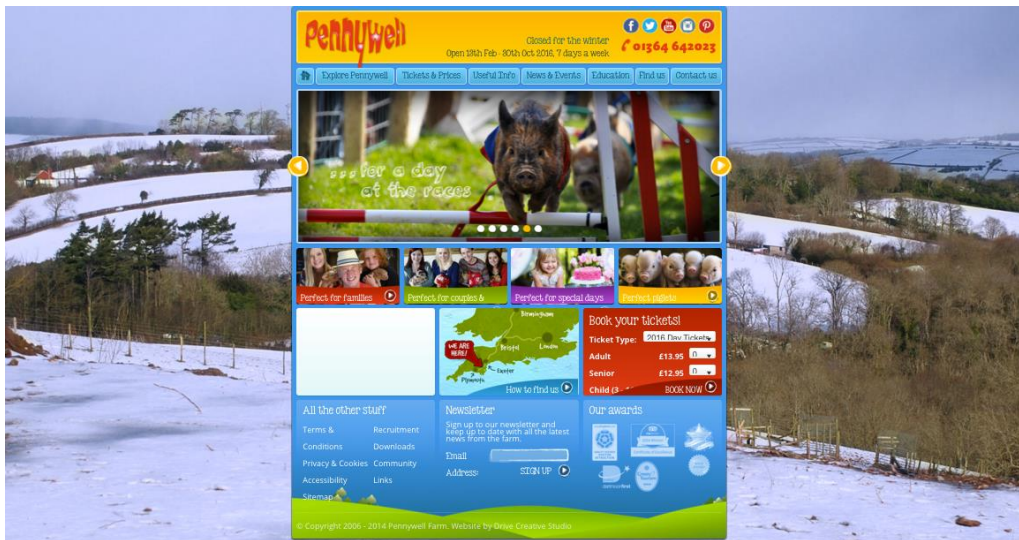 Pennywell
Closed for the winter
Open 13th Feb - 30th Oct 2016, 7 days a week
01364 642023
Explore Pennywell
Tickets & Prices
Useful Info
News & Events
Education
Find us
Contact us
...for a day
at the races
Perfect for families
Perfect for couples &
Perfect for special days
Perfect piglets
Birmingham
WE ARE
HERE!
Bristol
London
Exeter
Plymouth
How to find us
Book your tickets!
Ticket Type: 2016 Day Tickets
Adult £13.95 0
Senior £12.95 0
Child (3 -
BOOK NOW
All the other stuff
Terms &
Conditions
Privacy & Cookies
Accessibility
Sitemap
Recruitment
Downloads
Community
Links
Newsletter
Sign up to our newsletter and
keep up to date with all the latest
news from the farm.
Email
Address:
SIGN UP
Our awards
© Copyright 2006 - 2014 Pennywell Farm. Website by Drive Creative Studio